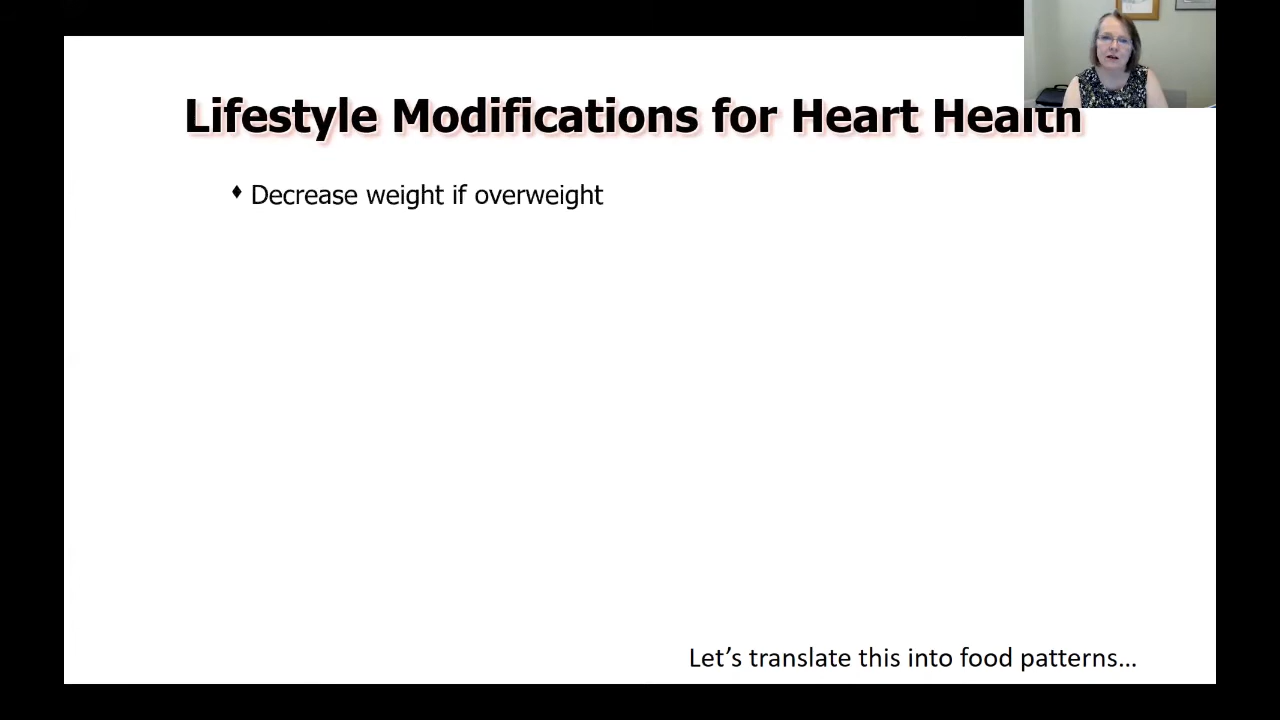 Lifestyle Modifications for Heart Health
♦ Decrease weight if overweight
Let’s translate this into food patterns...